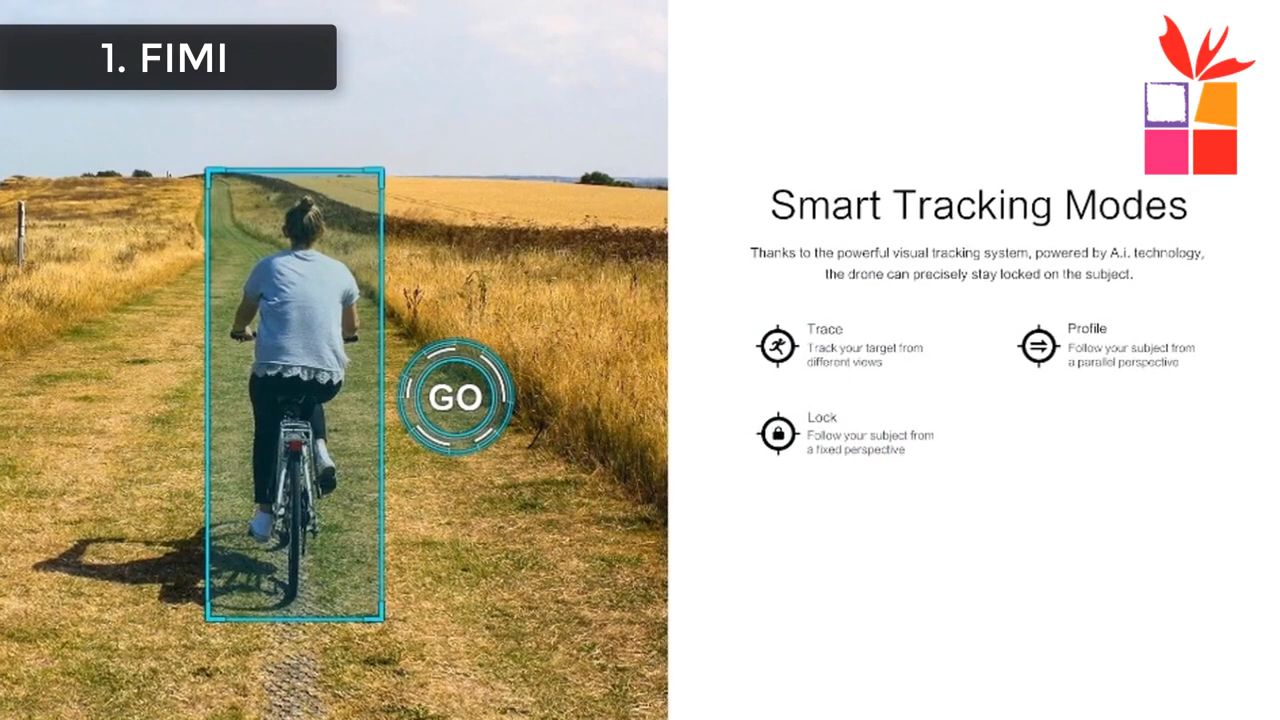 1. FIMI
GO
Smart Tracking Modes
Thanks to the powerful visual tracking system, powered by A.i. technology,
the drone can precisely stay locked on the subject.
Trace
Track your target from
different views
Profile
Follow your subject from
a parallel perspective
Lock
Follow your subject from
a fixed perspective